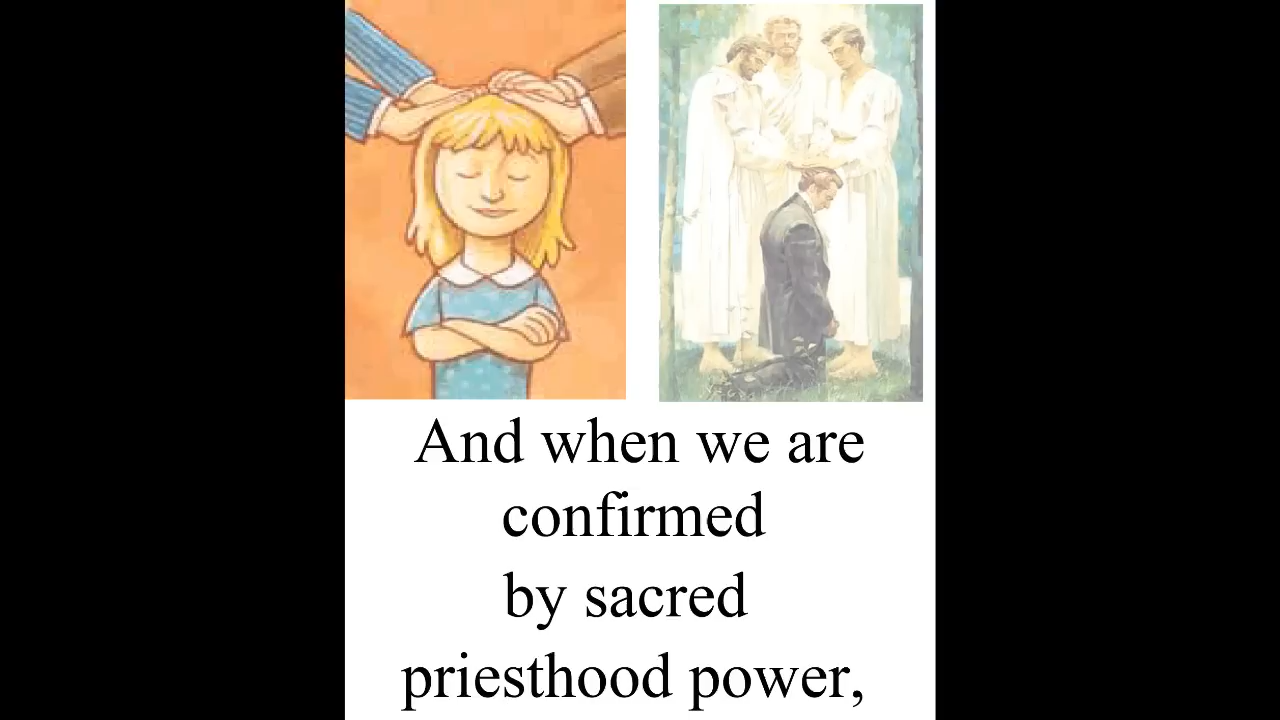 And when we are
confirmed
by sacred
priesthood power,